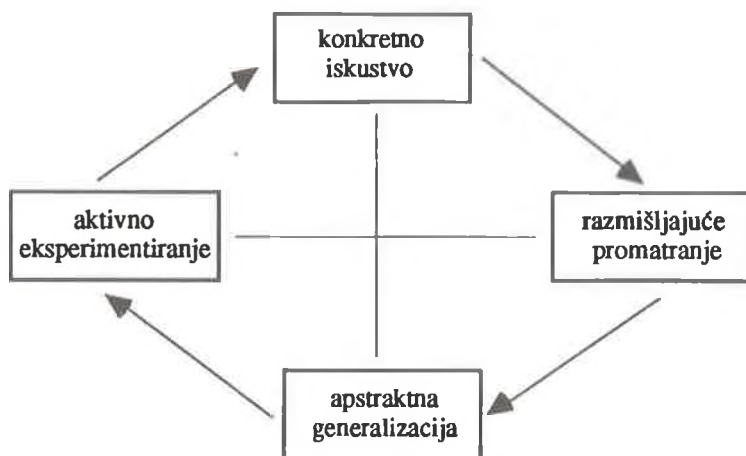 konkretno
iskustvo
aktivno
eksperimentiranje
razmišljajuće
promatranje
apstraktna
generalizacija